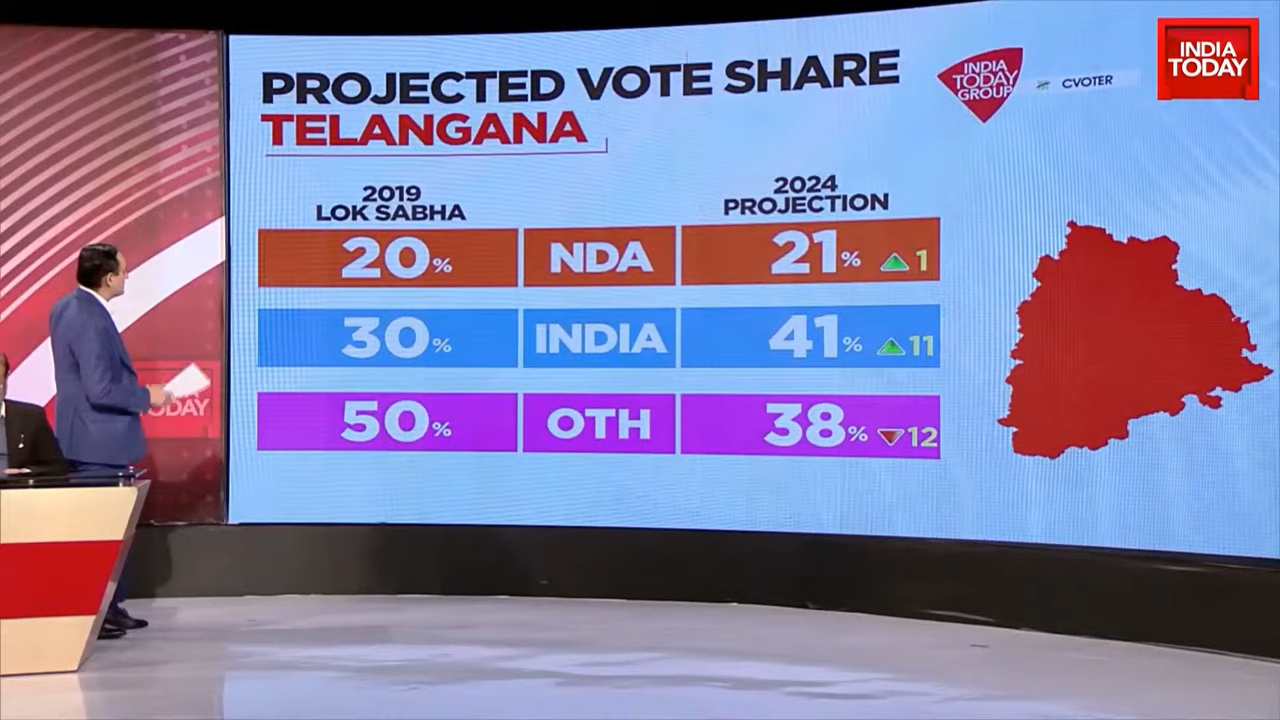 PROJECTED VOTE SHARE
TELANGANA
INDIA
TODAY
GROUP
CVOTER
INDIA
TODAY
2019
LOK SABHA
2024
PROJECTION
20% NDA 21% 1
30% INDIA 41% 11
50% OTH 38% 12
ODAY